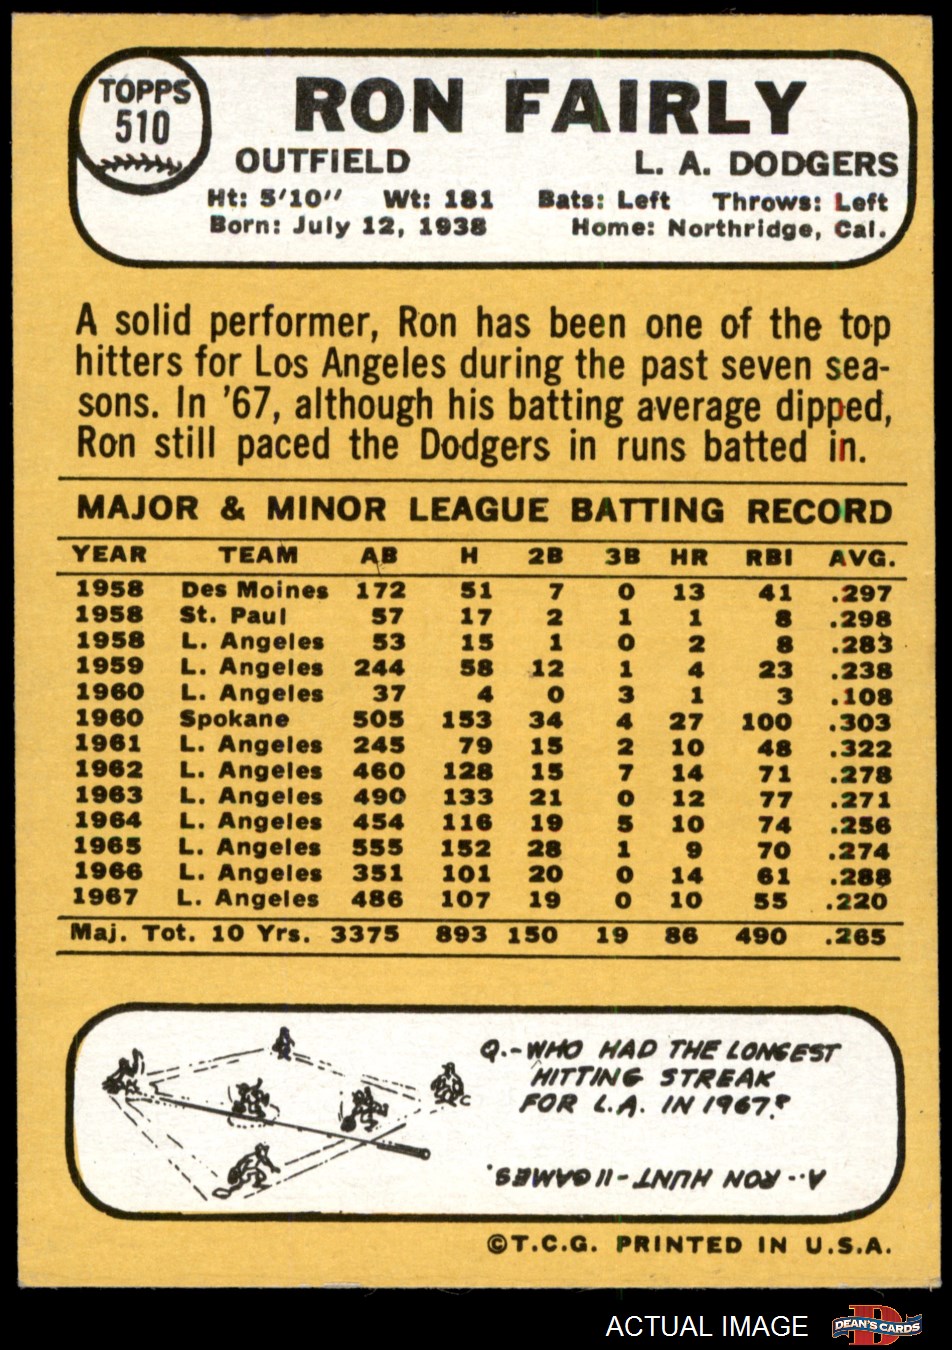 TOPPS
510
RON FAIRLY
OUTFIELD L. A. DODGERS
Ht: 5'10" Wt: 181 Bats: Left Throws: Left
Born: July 12, 1938 Home: Northridge, Cal.
A solid performer, Ron has been one of the top
hitters for Los Angeles during the past seven sea-
sons. In '67, although his batting average dipped,
Ron still paced the Dodgers in runs batted in.
MAJOR & MINOR LEAGUE BATTING RECORD
YEAR TEAM AB H 2B 3B HR RBI AVG.
1958 Des Moines 172 51 7 0 13 41 .297
1958 St. Paul 57 17 2 1 1 8 .298
1958 L. Angeles 53 15 1 0 2 8 .283
1959 L. Angeles 244 58 12 1 4 23 .238
1960 L. Angeles 37 4 0 3 1 3 .108
1960 Spokane 505 153 34 4 27 100 .303
1961 L. Angeles 245 79 15 2 10 48 .322
1962 L. Angeles 460 128 15 7 14 71 .278
1963 L. Angeles 490 133 21 0 12 77 .271
1964 L. Angeles 454 116 19 5 10 74 .256
1965 L. Angeles 555 152 28 1 9 70 .274
1966 L. Angeles 351 101 20 0 14 61 .288
1967 L. Angeles 486 107 19 0 10 55 .220
Maj. Tot. 10 Yrs. 3375 893 150 19 86 490 .265
Q.-WHO HAD THE LONGEST
HITTING STREAK
FOR L.A. IN 1967?
A.. RON HUNT - 11 GAMES.
©T.C.G. PRINTED IN U.S.A.
ACTUAL IMAGE
D
DEAN'S CARDS